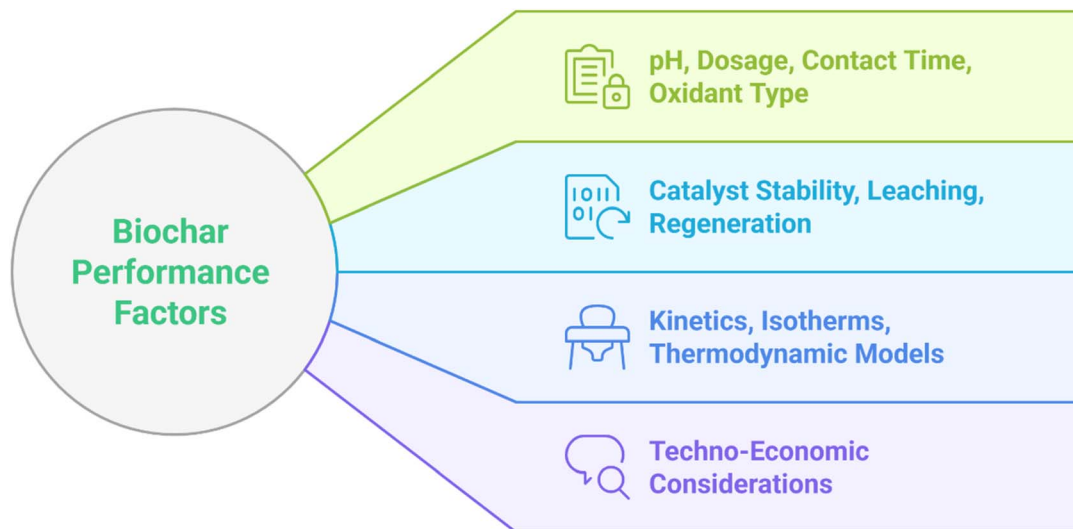 Biochar
Performance
Factors
pH, Dosage, Contact Time,
Oxidant Type
Catalyst Stability, Leaching,
Regeneration
Kinetics, Isotherms,
Thermodynamic Models
Techno-Economic
Considerations